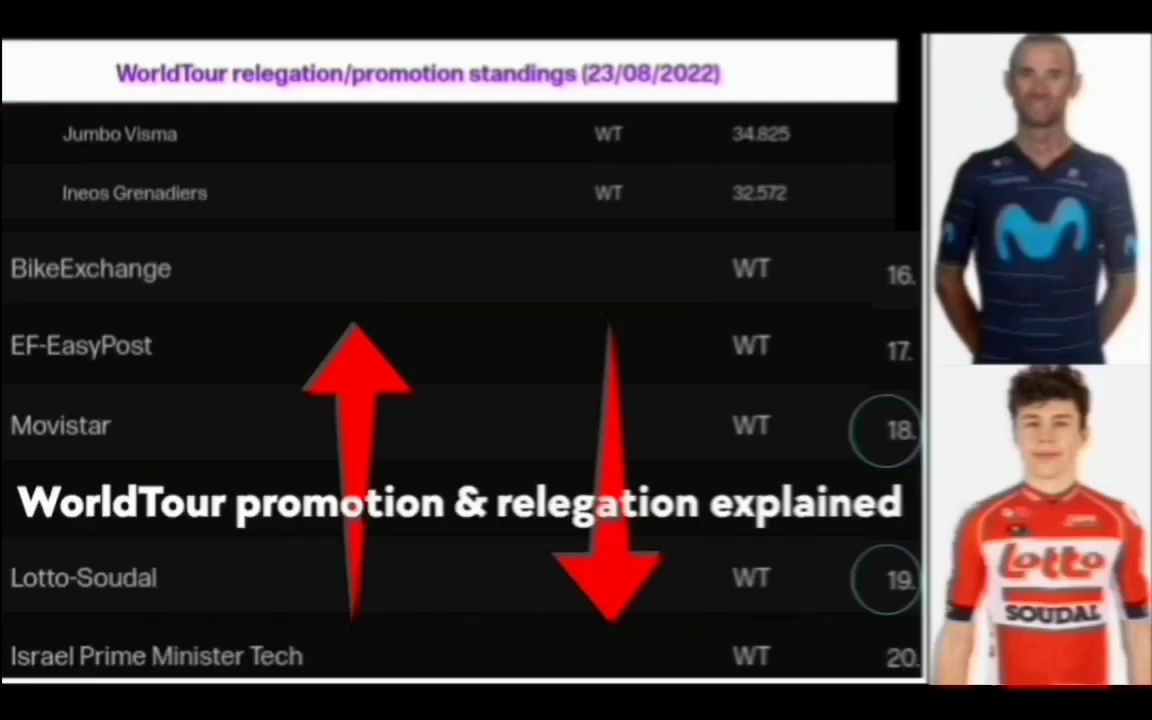 WorldTour relegation/promotion standings (23/08/2022)
Jumbo Visma WT 34.825
Ineos Grenadiers WT 32.572
BikeExchange WT 16.
EF-EasyPost WT 17.
Movistar WT 18.
WorldTour promotion & relegation explained
Lotto-Soudal WT 19.
Israel Prime Minister Tech WT 20.
Lotto
SOUDAL